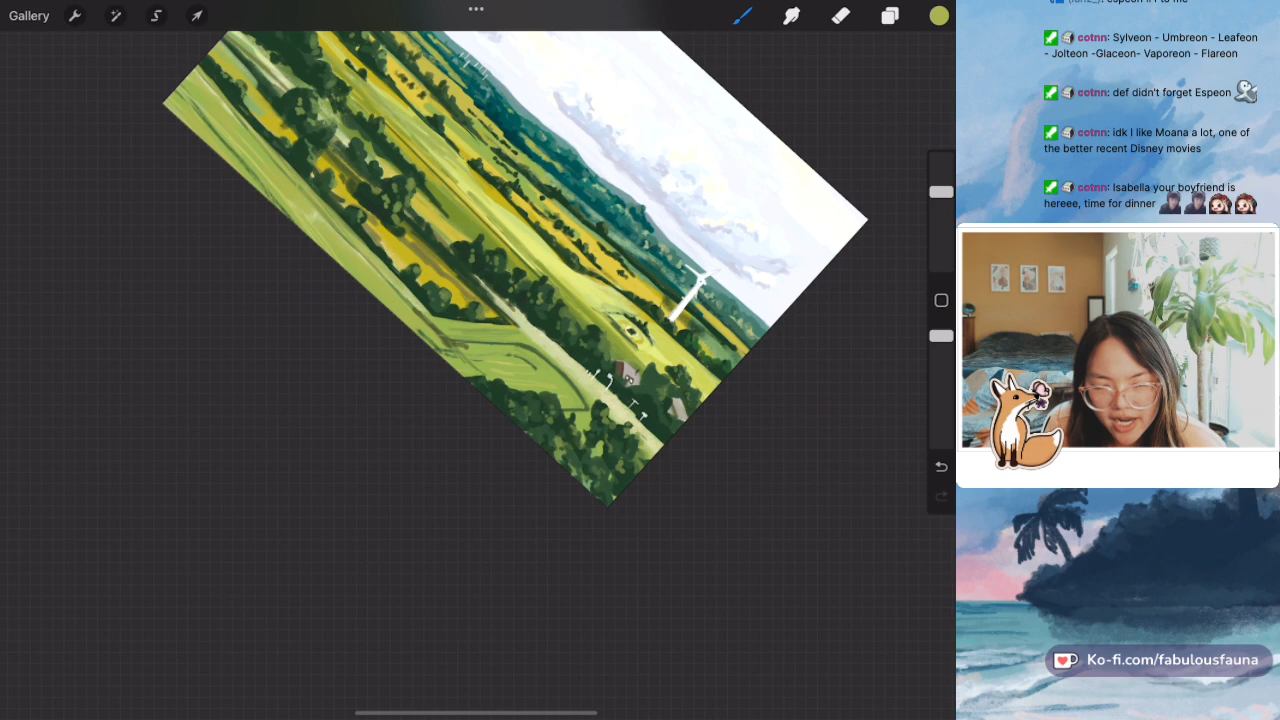 Gallery
cotnn: Sylveon - Umbreon - Leafeon
- Jolteon -Glaceon- Vaporeon - Flareon
cotnn: def didn't forget Espeon
cotnn: idk I like Moana a lot, one of
the better recent Disney movies
cotnn: Isabella your boyfriend is
hereee, time for dinner
Ko-fi.com/fabulousfauna